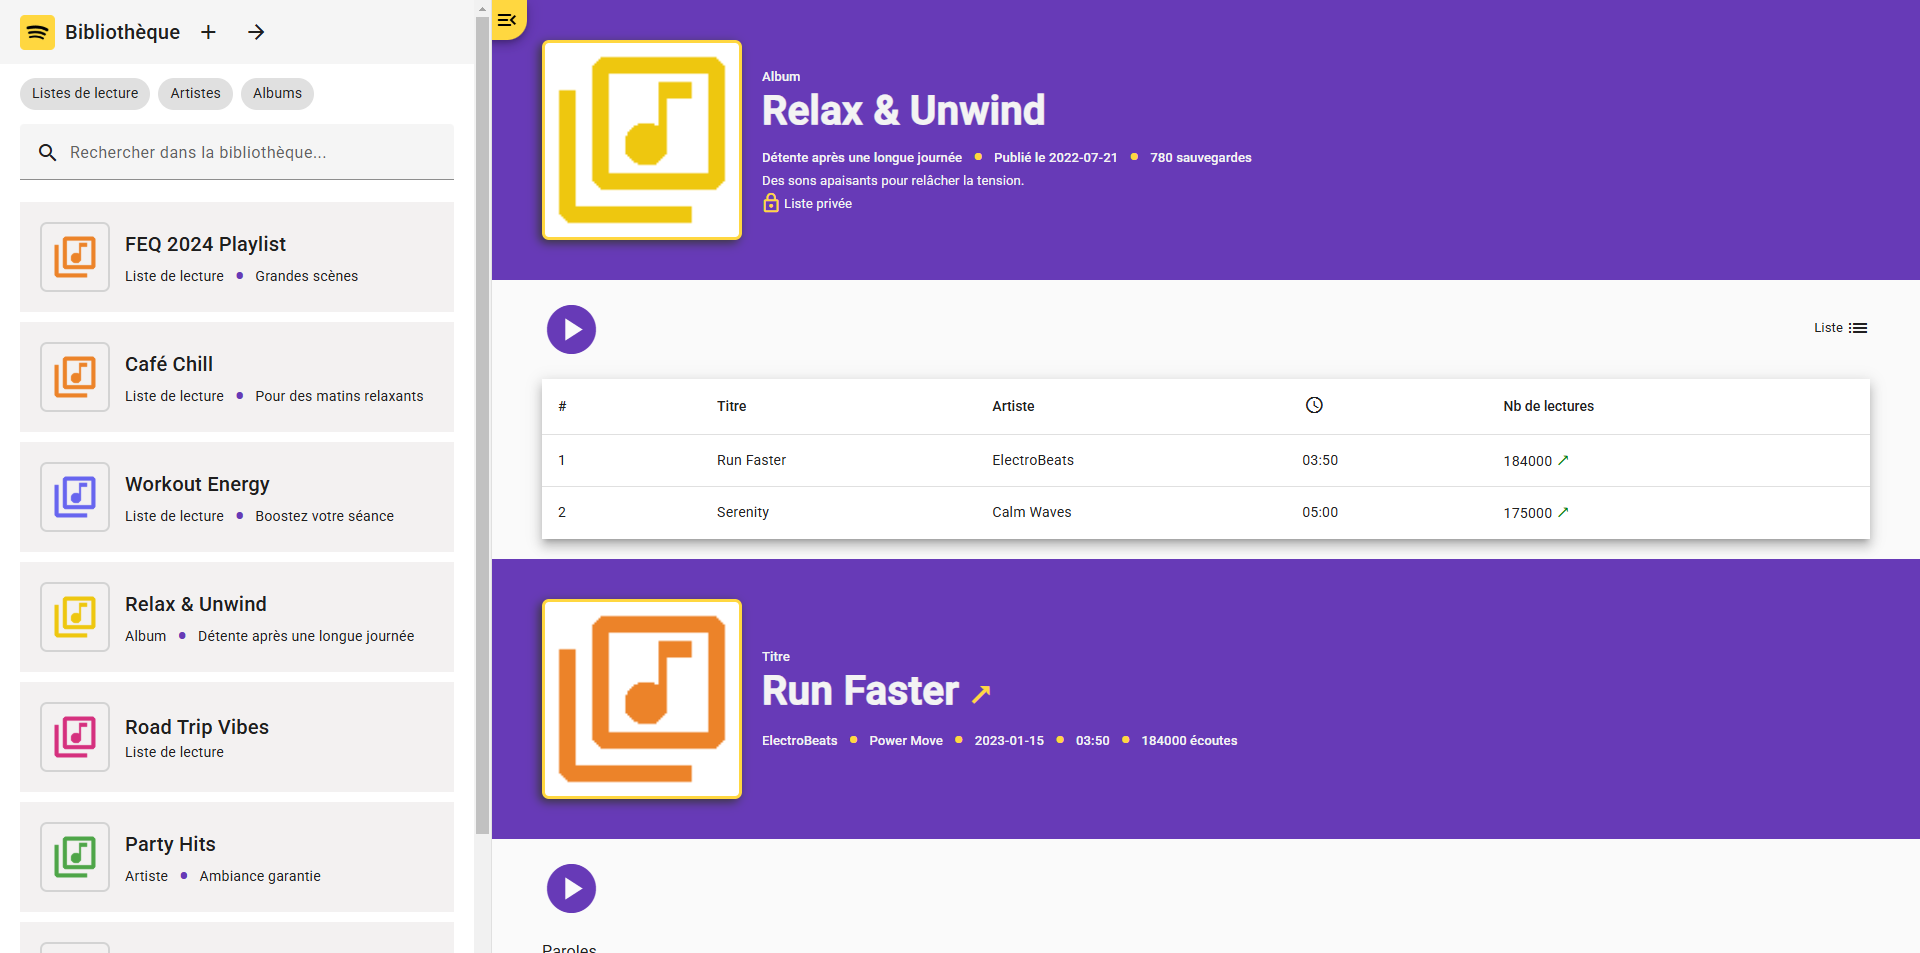 Bibliothèque
Listes de lecture Artistes Albums
Rechercher dans la bibliothèque...
FEQ 2024 Playlist
Liste de lecture • Grandes scènes
Café Chill
Liste de lecture • Pour des matins relaxants
Workout Energy
Liste de lecture • Boostez votre séance
Relax & Unwind
Album • Détente après une longue journée
Road Trip Vibes
Liste de lecture
Party Hits
Artiste • Ambiance garantie
Album
Relax & Unwind
Détente après une longue journée • Publié le 2022-07-21 • 780 sauvegardes
Des sons apaisants pour relâcher la tension.
Liste privée
Liste
# Titre Artiste Nb de lectures
1 Run Faster ElectroBeats 03:50 184000
2 Serenity Calm Waves 05:00 175000
Titre
Run Faster
ElectroBeats • Power Move • 2023-01-15 • 03:50 • 184000 écoutes
Paroles